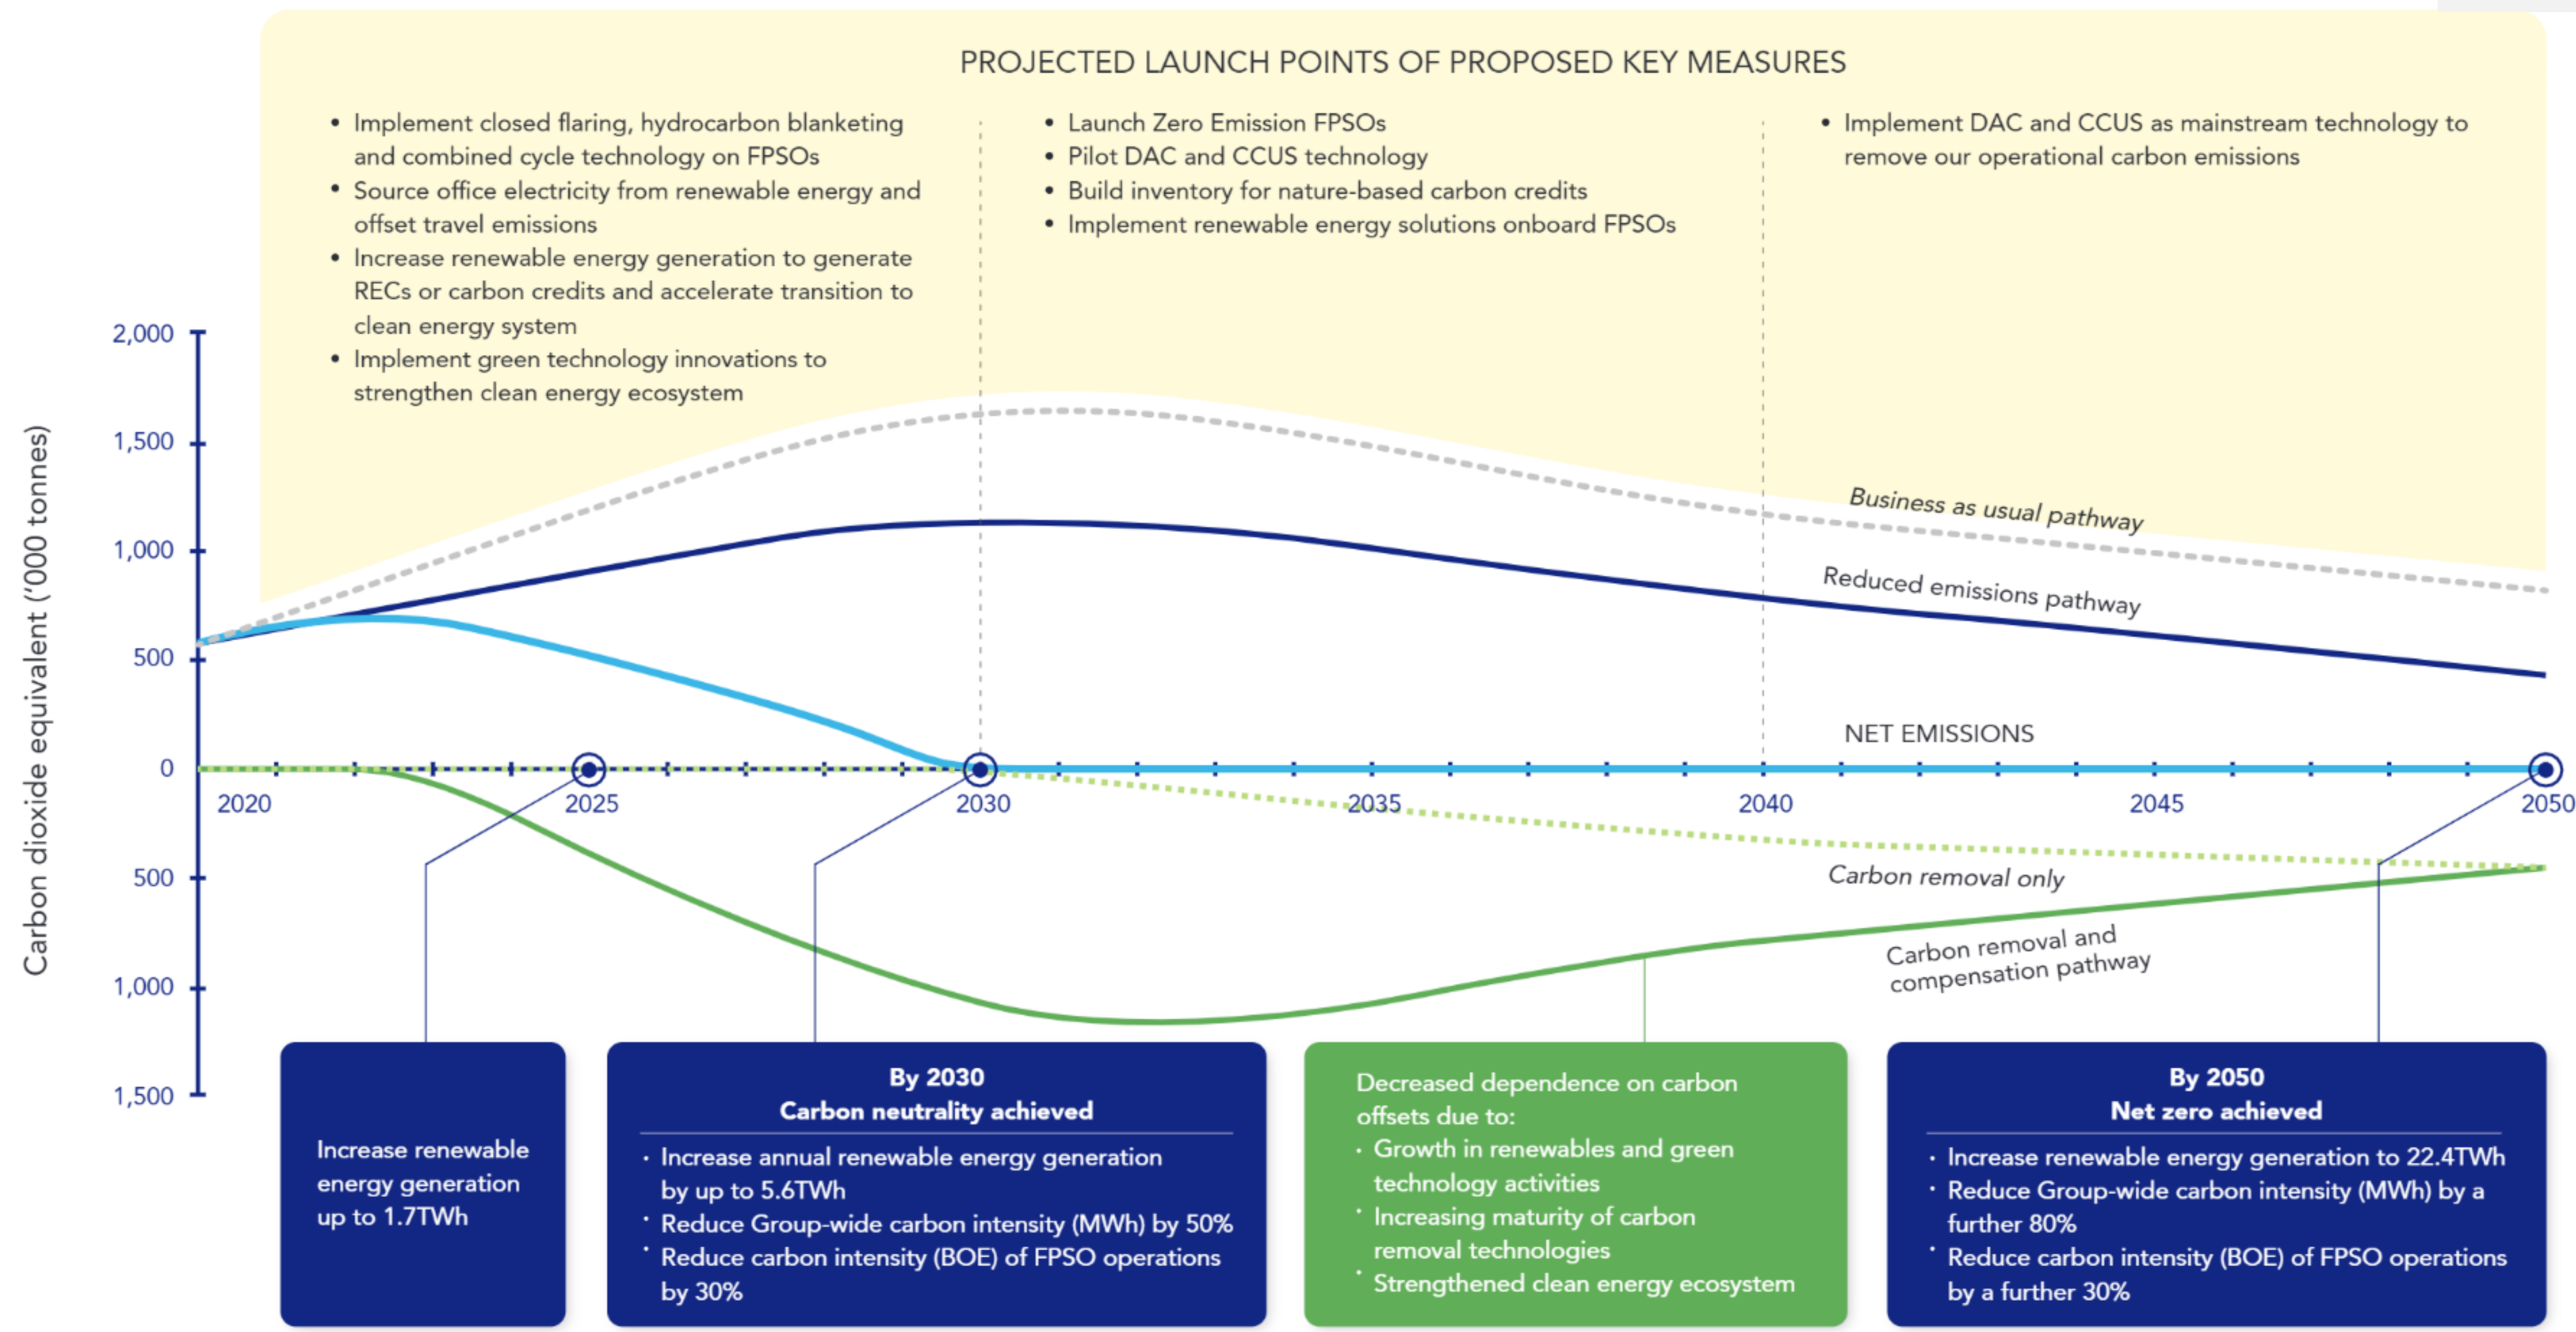 PROJECTED LAUNCH POINTS OF PROPOSED KEY MEASURES
• Implement closed flaring, hydrocarbon blanketing
and combined cycle technology on FPSOs
• Source office electricity from renewable energy and
offset travel emissions
• Increase renewable energy generation to generate
RECs or carbon credits and accelerate transition to
clean energy system
• Implement green technology innovations to
strengthen clean energy ecosystem
• Launch Zero Emission FPSOs
• Pilot DAC and CCUS technology
• Build inventory for nature-based carbon credits
• Implement renewable energy solutions onboard FPSOs
• Implement DAC and CCUS as mainstream technology to
remove our operational carbon emissions
Carbon dioxide equivalent ('000 tonnes)
2,000
1,500
1,000
500
0
500
1,000
1,500
2020
2025
2030
2035
2040
2045
2050
Business as usual pathway
Reduced emissions pathway
NET EMISSIONS
Carbon removal only
Carbon removal and
compensation pathway
Increase renewable
energy generation
up to 1.7TWh
By 2030
Carbon neutrality achieved
· Increase annual renewable energy generation
by up to 5.6TWh
· Reduce Group-wide carbon intensity (MWh) by 50%
· Reduce carbon intensity (BOE) of FPSO operations
by 30%
Decreased dependence on carbon
offsets due to:
· Growth in renewables and green
technology activities
· Increasing maturity of carbon
removal technologies
· Strengthened clean energy ecosystem
By 2050
Net zero achieved
· Increase renewable energy generation to 22.4TWh
· Reduce Group-wide carbon intensity (MWh) by a
further 80%
· Reduce carbon intensity (BOE) of FPSO operations
by a further 30%